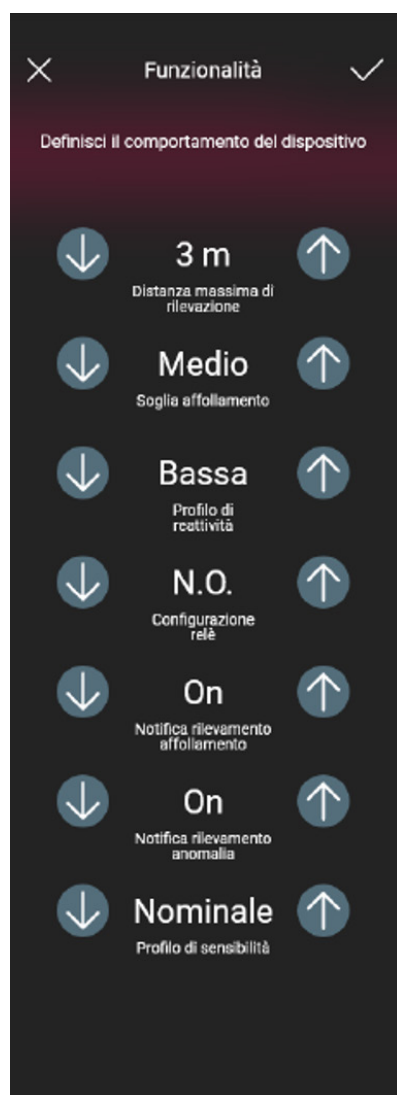 Funzionalità
Definisci il comportamento del dispositivo
3 m
Distanza massima di
rilevazione
Medio
Soglia affollamento
Bassa
Profilo di
reattività
N.O.
Configurazione
relè
On
Notifica rilevamento
affollamento
On
Notifica rilevamento
anomalia
Nominale
Profilo di sensibilità